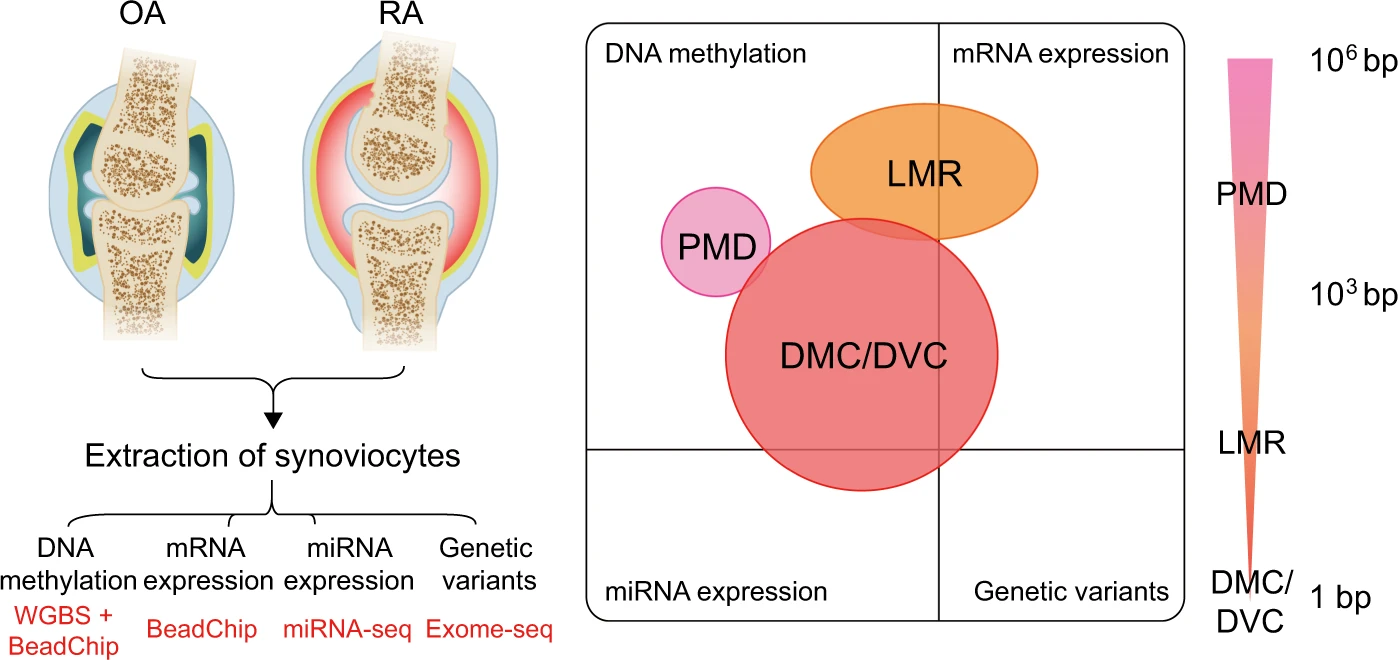 OA
RA
Extraction of synoviocytes
DNA
methylation
WGBS +
BeadChip
mRNA
expression
BeadChip
miRNA
expression
miRNA-seq
Genetic
variants
Exome-seq
DNA methylation
mRNA expression
LMR
PMD
DMC/DVC
miRNA expression
Genetic variants
10⁶ bp
PMD
10³ bp
LMR
DMC/
DVC
1 bp